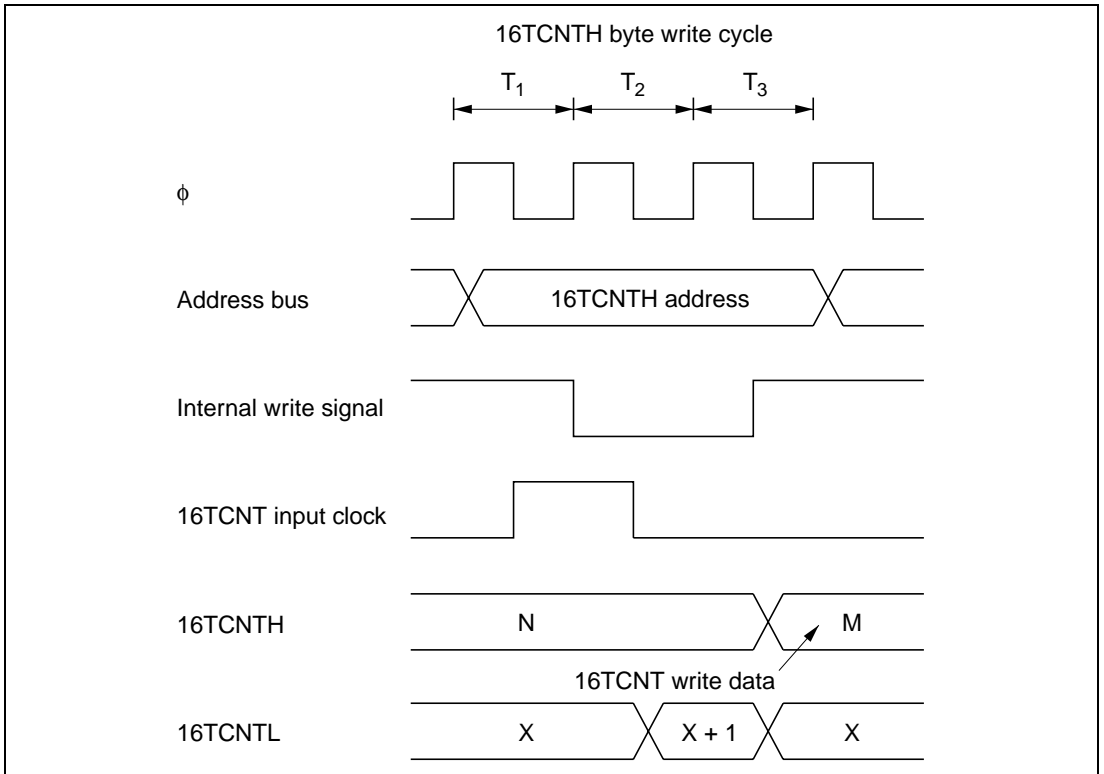 16TCNTH byte write cycle
T1 T2 T3
φ
Address bus 16TCNTH address
Internal write signal
16TCNT input clock
16TCNTH N M
16TCNT write data
16TCNTL X X + 1 X